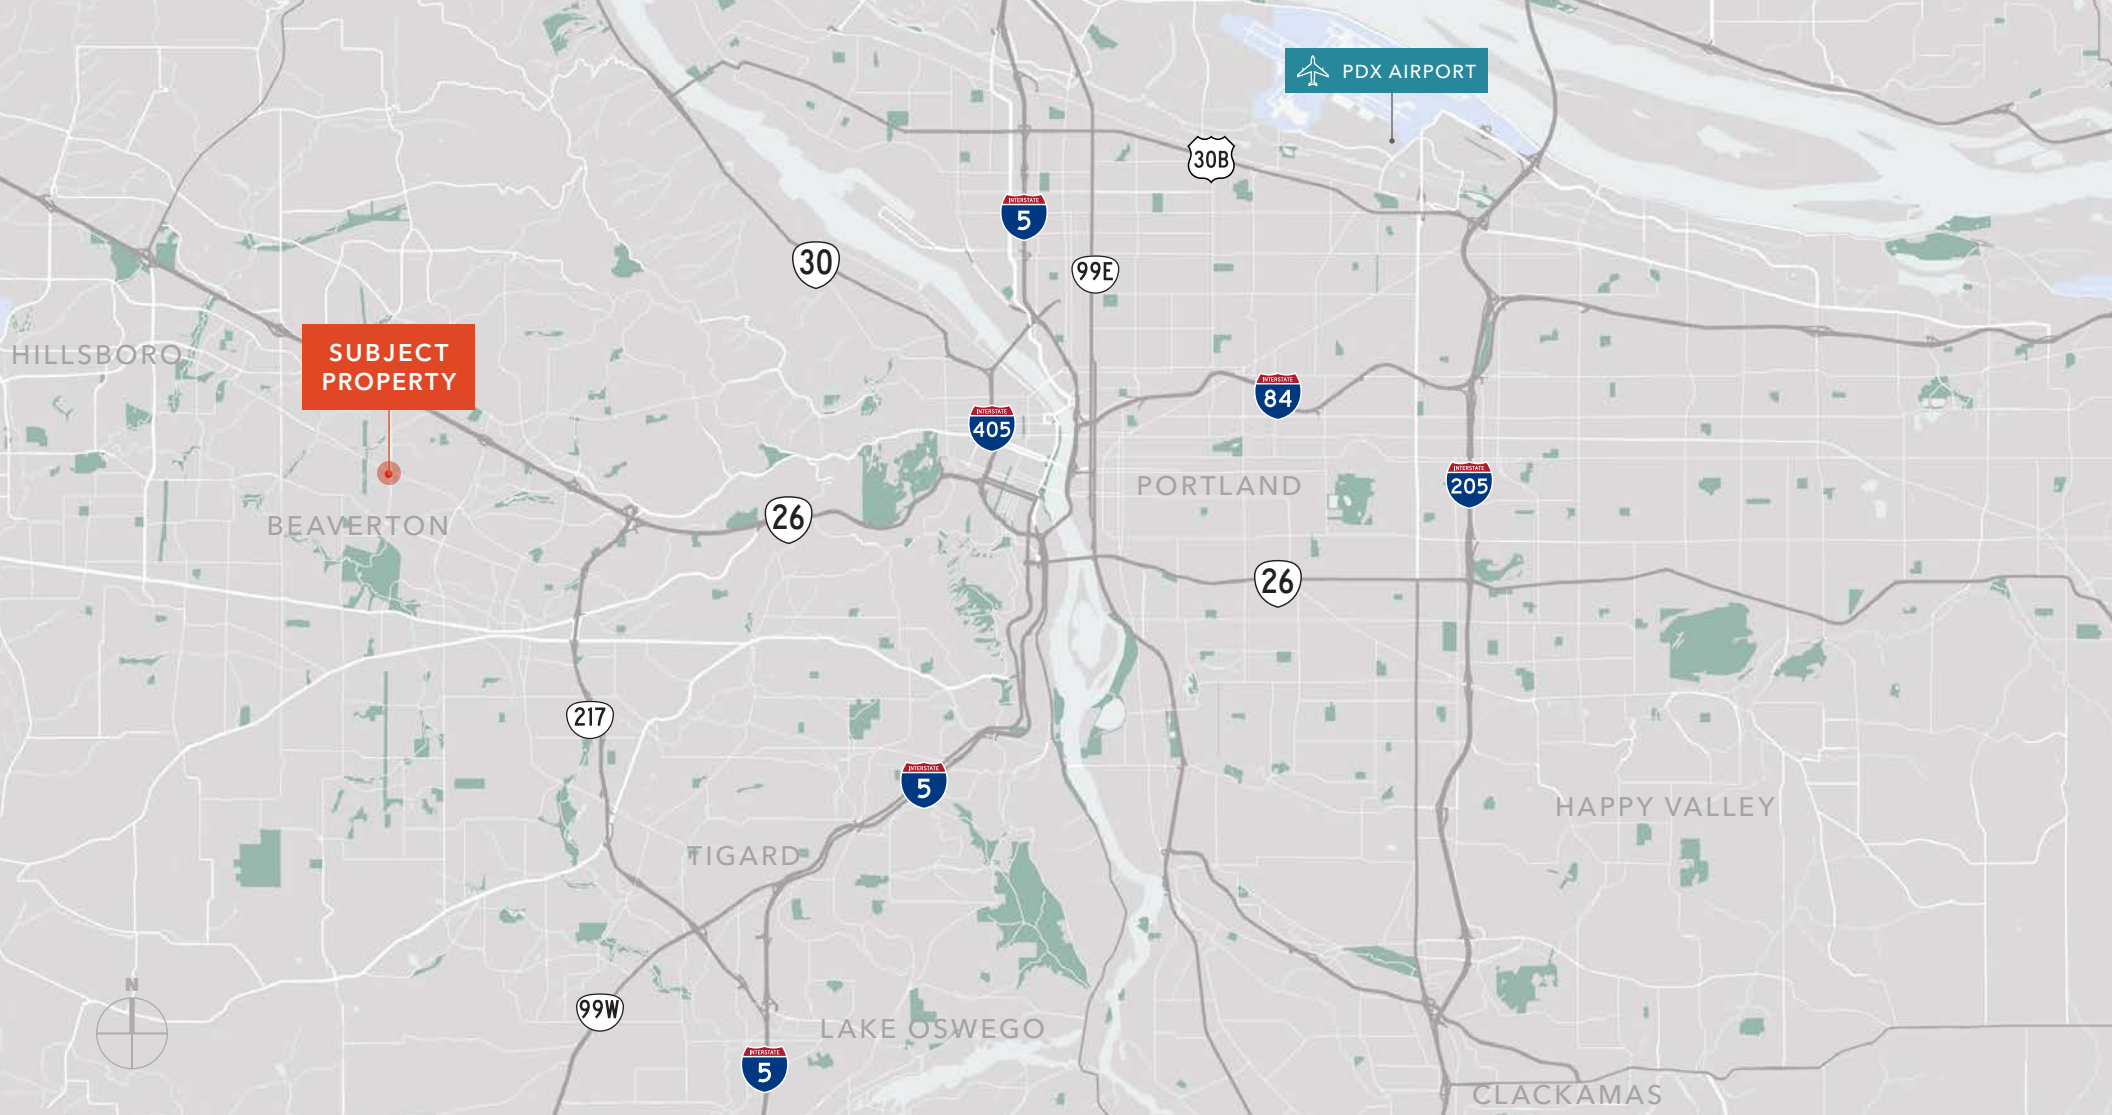 PDX AIRPORT
30B
INTERSTATE
5
30
99E
HILLSBORO
SUBJECT
PROPERTY
INTERSTATE
84
INTERSTATE
405
PORTLAND
INTERSTATE
205
BEAVERTON
26
26
217
INTERSTATE
5
HAPPY VALLEY
TIGARD
N
99W
LAKE OSWEGO
INTERSTATE
5
CLACKAMAS